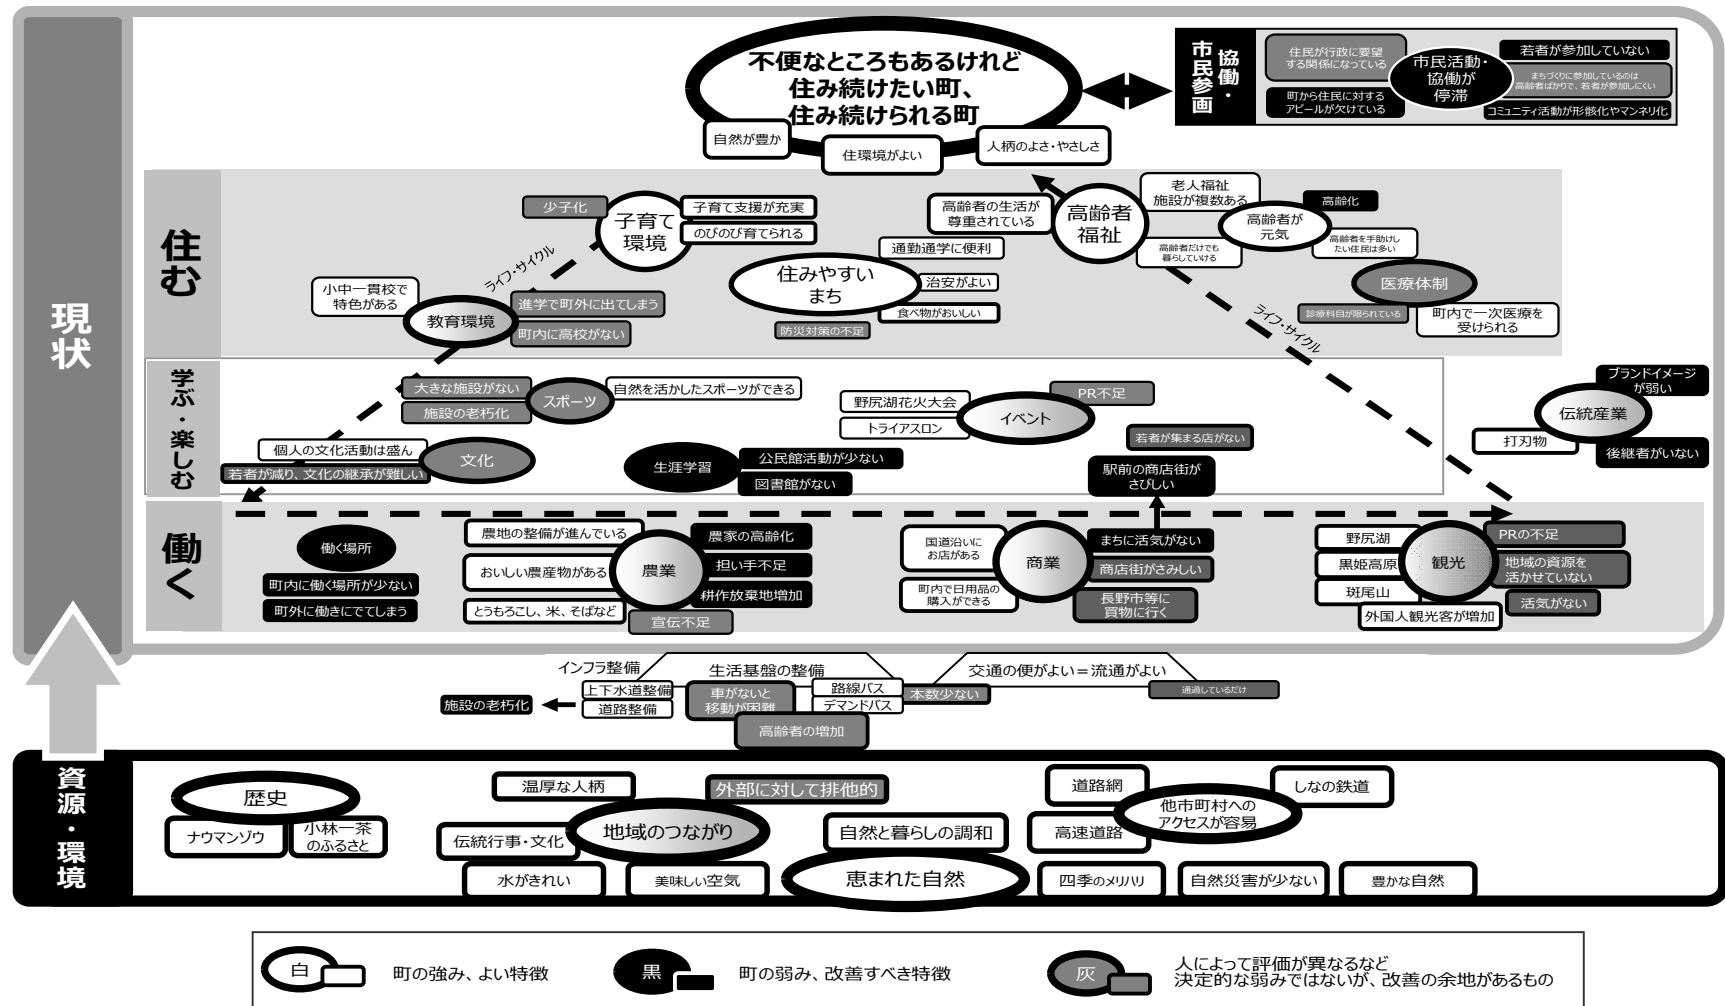 現状
不便なところもあるけれど
住み続けたい町、
住み続けられる町
自然が豊か
住環境がよい
人柄のよさ・やさしさ
協働・
市民参画
住民が行政に要望
する関係になっている
町から住民に対する
アピールが欠けている
市民活動・
協働が
停滞
若者が参加していない
まちづくりに参加しているのは
高齢者ばかりで、若者が参加しにくい
コミュニティ活動が形骸化やマンネリ化
住む
少子化
子育て
環境
子育て支援が充実
のびのび育てられる
ライフ・サイクル
小中一貫校で
特色がある
教育環境
進学で町外に出てしまう
町内に高校がない
住みやすい
まち
通勤通学に便利
治安がよい
食べ物がおいしい
防災対策の不足
高齢者の生活が
尊重されている
高齢者
福祉
老人福祉
施設が複数ある
高齢者だけでも
暮らしていける
高齢者が
元気
高齢化
高齢者を手助けし
たい住民は多い
医療体制
診療科目が限られている
町内で一次医療を
受けられる
ライフ・サイクル
学ぶ・楽しむ
大きな施設がない
施設の老朽化
スポーツ
自然を活かしたスポーツができる
個人の文化活動は盛ん
若者が減り、文化の継承が難しい
文化
生涯学習
公民館活動が少ない
図書館がない
野尻湖花火大会
トライアスロン
イベント
PR不足
若者が集まる店がない
駅前の商店街が
さびしい
ブランドイメージ
が弱い
伝統産業
打刃物
後継者がいない
働く
働く場所
町内に働く場所が少ない
町外に働きにでてしまう
農地の整備が進んでいる
おいしい農産物がある
とうもろこし、米、そばなど
農業
農家の高齢化
担い手不足
耕作放棄地増加
宣伝不足
国道沿いに
お店がある
町内で日用品の
購入ができる
商業
まちに活気がない
商店街がさみしい
長野市等に
買物に行く
野尻湖
黒姫高原
斑尾山
外国人観光客が増加
観光
PRの不足
地域の資源を
活かせていない
活気がない
インフラ整備
生活基盤の整備
交通の便がよい＝流通がよい
施設の老朽化
上下水道整備
道路整備
車がないと
移動が困難
路線バス
デマンドバス
本数少ない
通過しているだけ
高齢者の増加
資源・環境
歴史
ナウマンゾウ
小林一茶
のふるさと
温厚な人柄
外部に対して排他的
伝統行事・文化
地域のつながり
自然と暮らしの調和
水がきれい
美味しい空気
恵まれた自然
道路網
高速道路
他市町村への
アクセスが容易
しなの鉄道
四季のメリハリ
自然災害が少ない
豊かな自然
白
町の強み、よい特徴
黒
町の弱み、改善すべき特徴
灰
人によって評価が異なるなど
決定的な弱みではないが、改善の余地があるもの